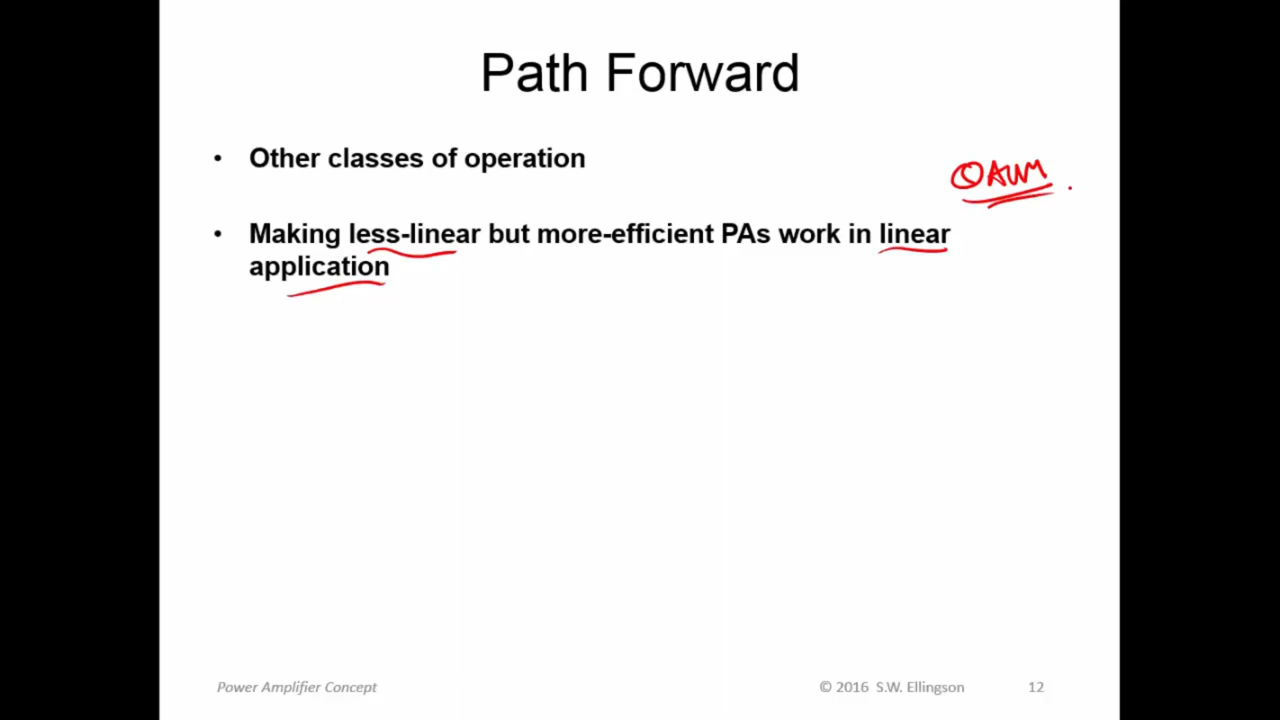 Path Forward
• Other classes of operation
QAM
• Making less-linear but more-efficient PAs work in linear
application
Power Amplifier Concept
© 2016 S.W. Ellingson
12